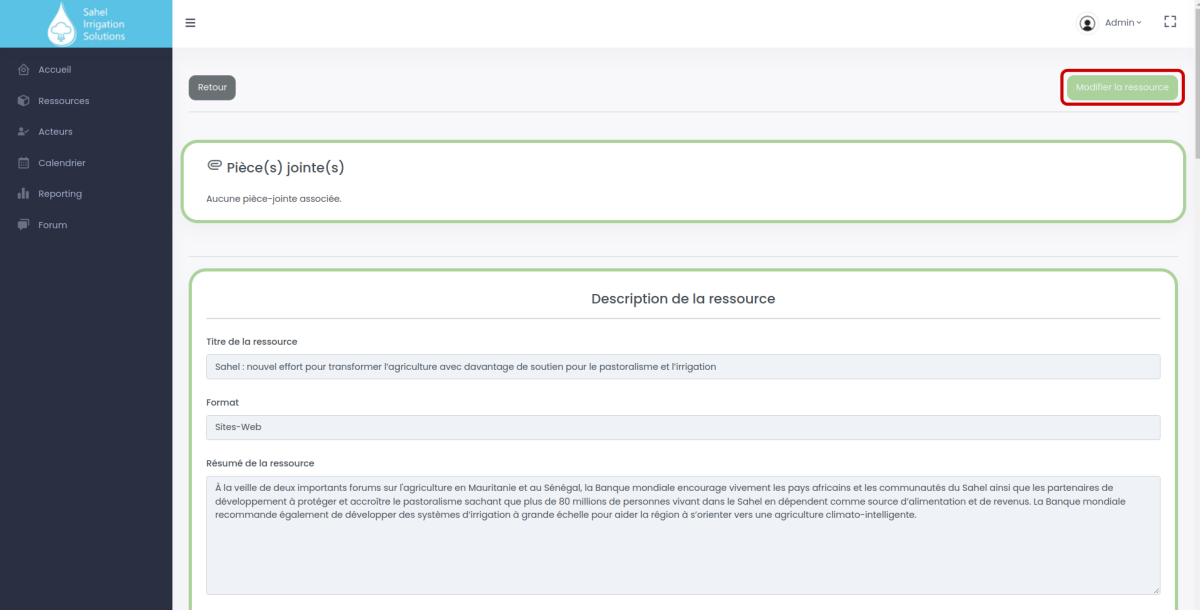 Sahel
Irrigation
Solutions
Admin
Accueil
Ressources
Acteurs
Calendrier
Reporting
Forum
Retour
Modifier la ressource
Pièce(s) jointe(s)
Aucune pièce-jointe associée.
Description de la ressource
Titre de la ressource
Sahel : nouvel effort pour transformer l'agriculture avec davantage de soutien pour le pastoralisme et l'irrigation
Format
Sites-Web
Résumé de la ressource
À la veille de deux importants forums sur l'agriculture en Mauritanie et au Sénégal, la Banque mondiale encourage vivement les pays africains et les communautés du Sahel ainsi que les partenaires de
développement à protéger et accroître le pastoralisme sachant que plus de 80 millions de personnes vivant dans le Sahel en dépendent comme source d'alimentation et de revenus. La Banque mondiale
recommande également de développer des systèmes d'irrigation à grande échelle pour aider la région à s'orienter vers une agriculture climato-intelligente.